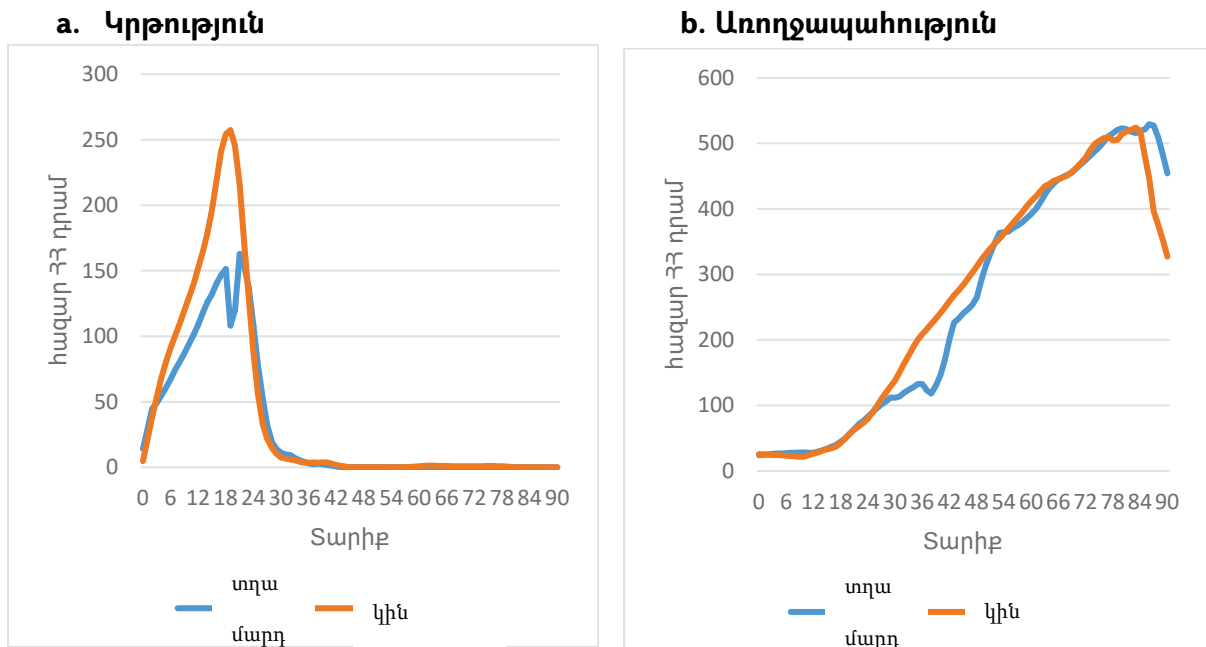 a. Կրթություն
300
250
200
150
100
50
0
հազար ՀՀ դրամ
0 6 12 18 24 30 36 42 48 54 60 66 72 78 84 90
Տարիք
տղա
մարդ
կին
b. Առողջապահություն
600
500
400
300
200
100
0
հազար ՀՀ դրամ
0 6 12 18 24 30 36 42 48 54 60 66 72 78 84 90
Տարիք
տղա
մարդ
կին